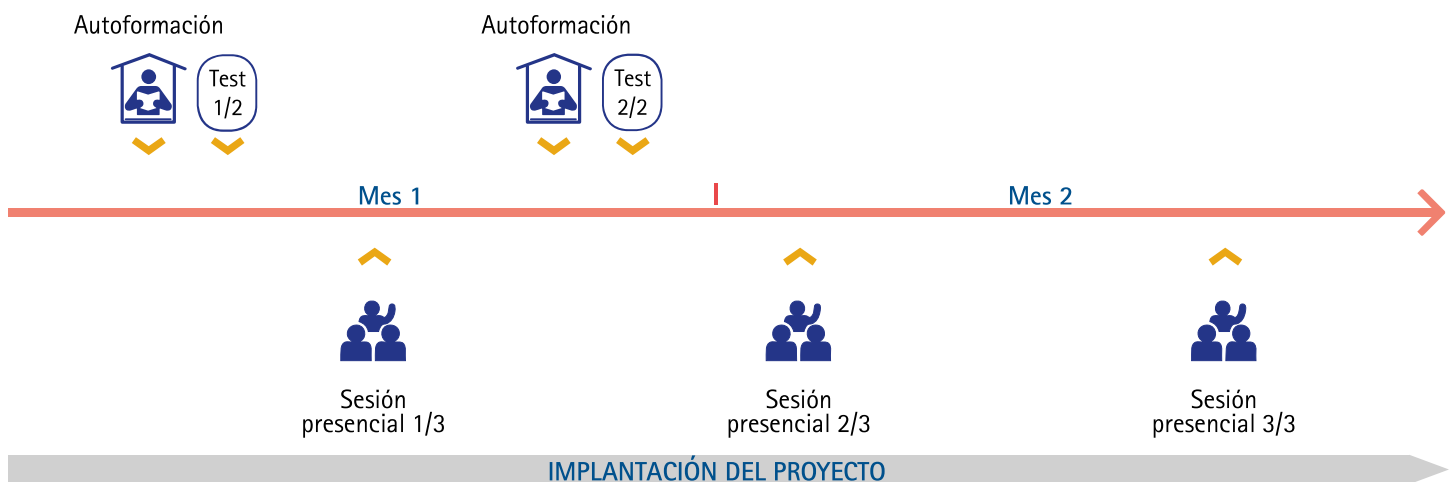 Autoformación
Autoformación
Test
1/2
Test
2/2
Mes 1
Mes 2
Sesión
presencial 1/3
Sesión
presencial 2/3
Sesión
presencial 3/3
IMPLANTACIÓN DEL PROYECTO